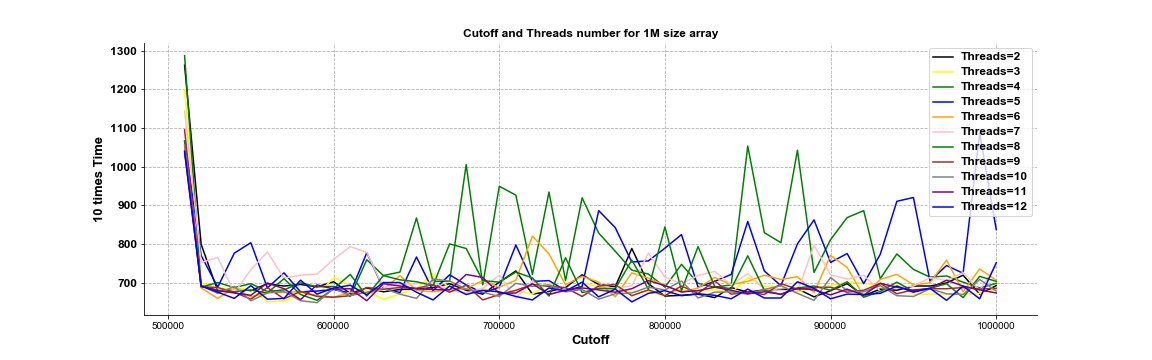 Cutoff and Threads number for 1M size array
1300
1200
1100
1000
900
800
700
10 times Time
500000
600000
700000
800000
900000
1000000
Cutoff
Threads=2
Threads=3
Threads=4
Threads=5
Threads=6
Threads=7
Threads=8
Threads=9
Threads=10
Threads=11
Threads=12